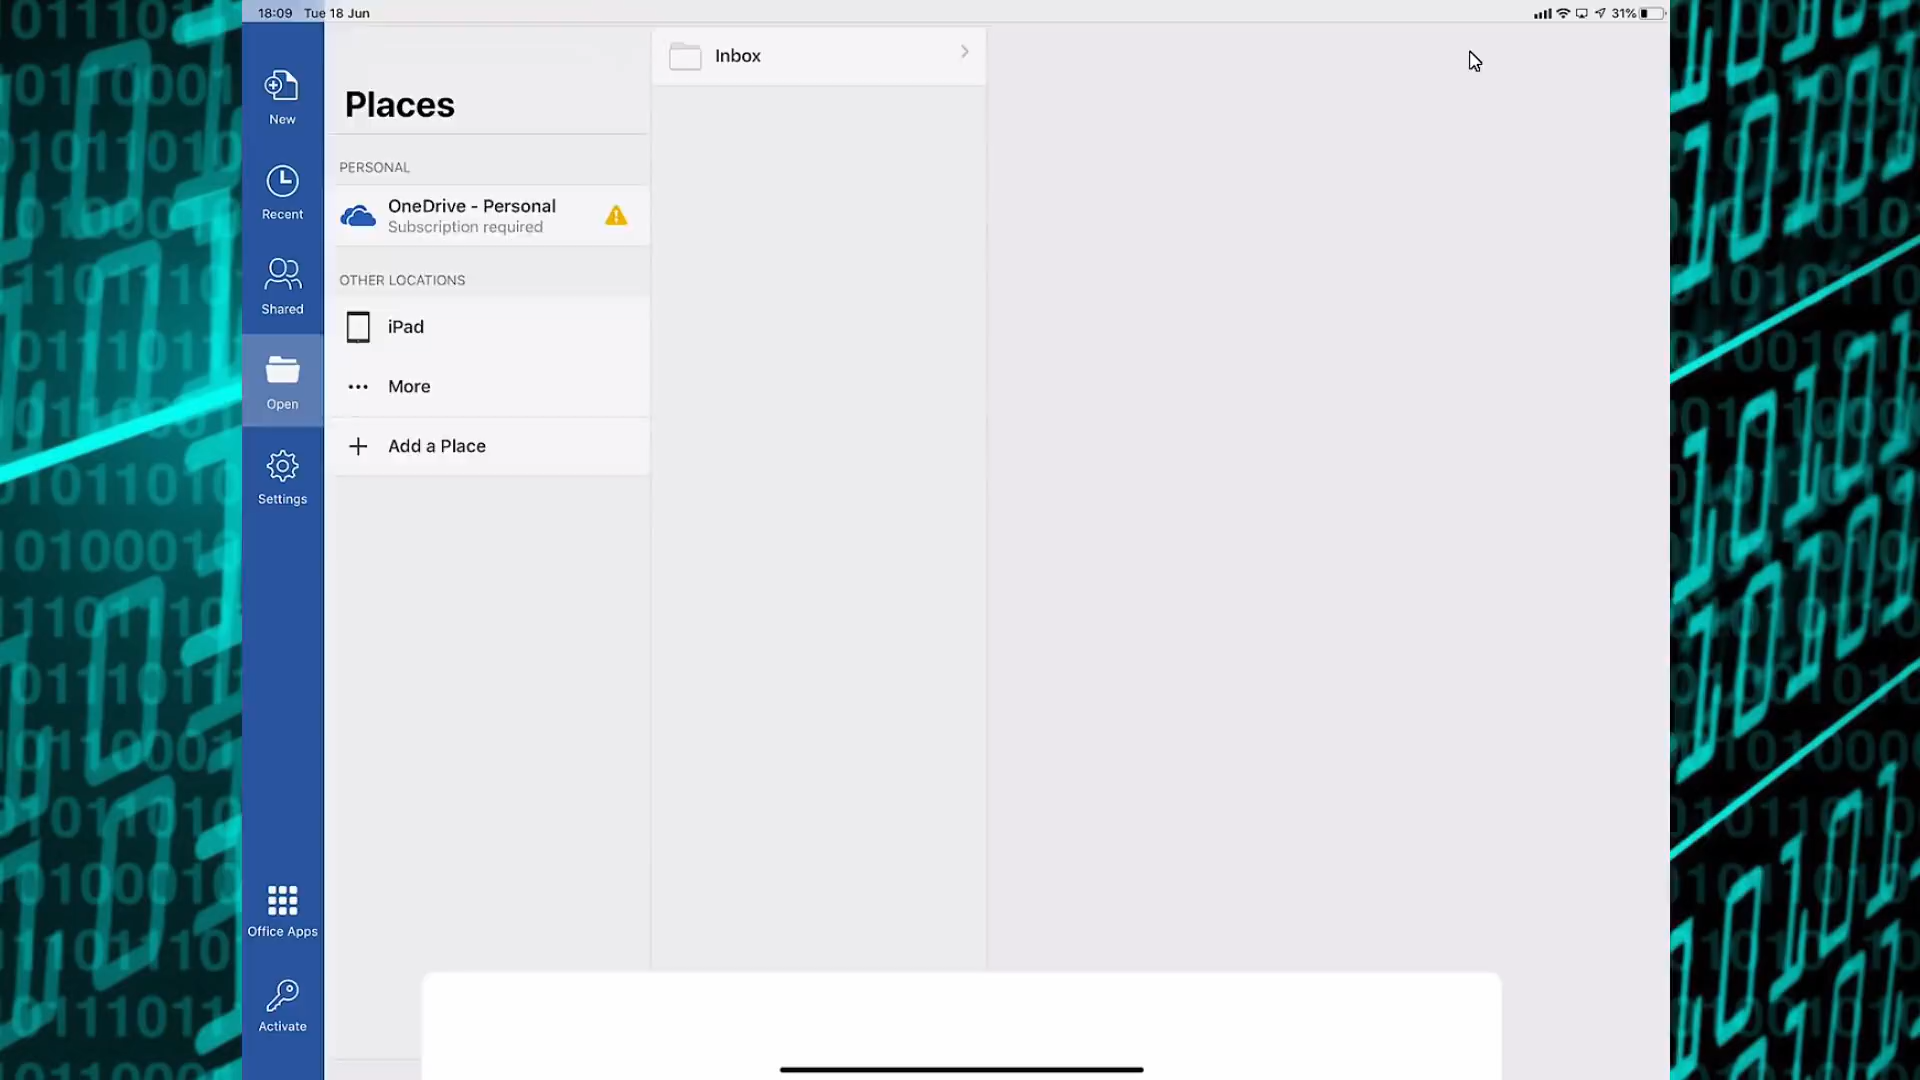 18:09 Tue 18 Jun
31%
New
Recent
Shared
Open
Settings
Office Apps
Activate
Places
PERSONAL
OneDrive - Personal
Subscription required
OTHER LOCATIONS
iPad
More
Add a Place
Inbox